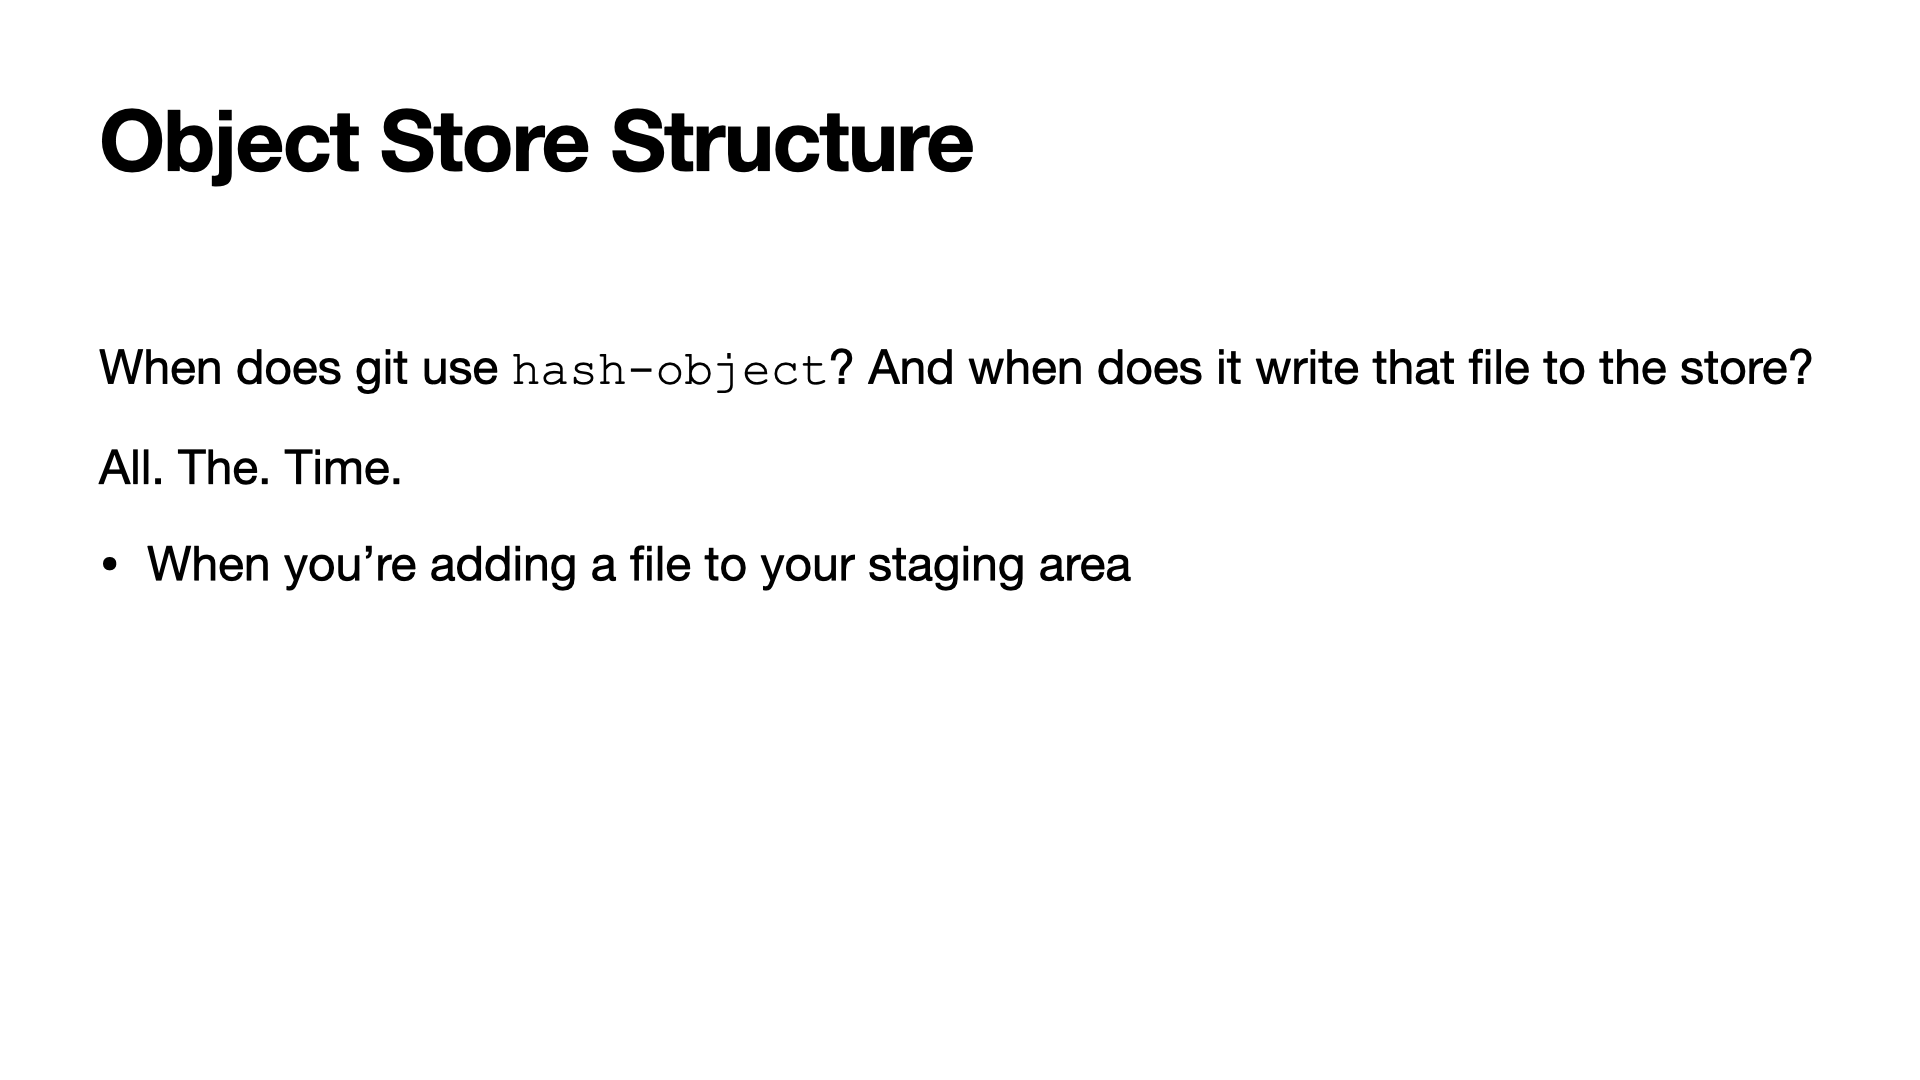 Object Store Structure
When does git use hash-object? And when does it write that file to the store?
All. The. Time.
• When you’re adding a file to your staging area